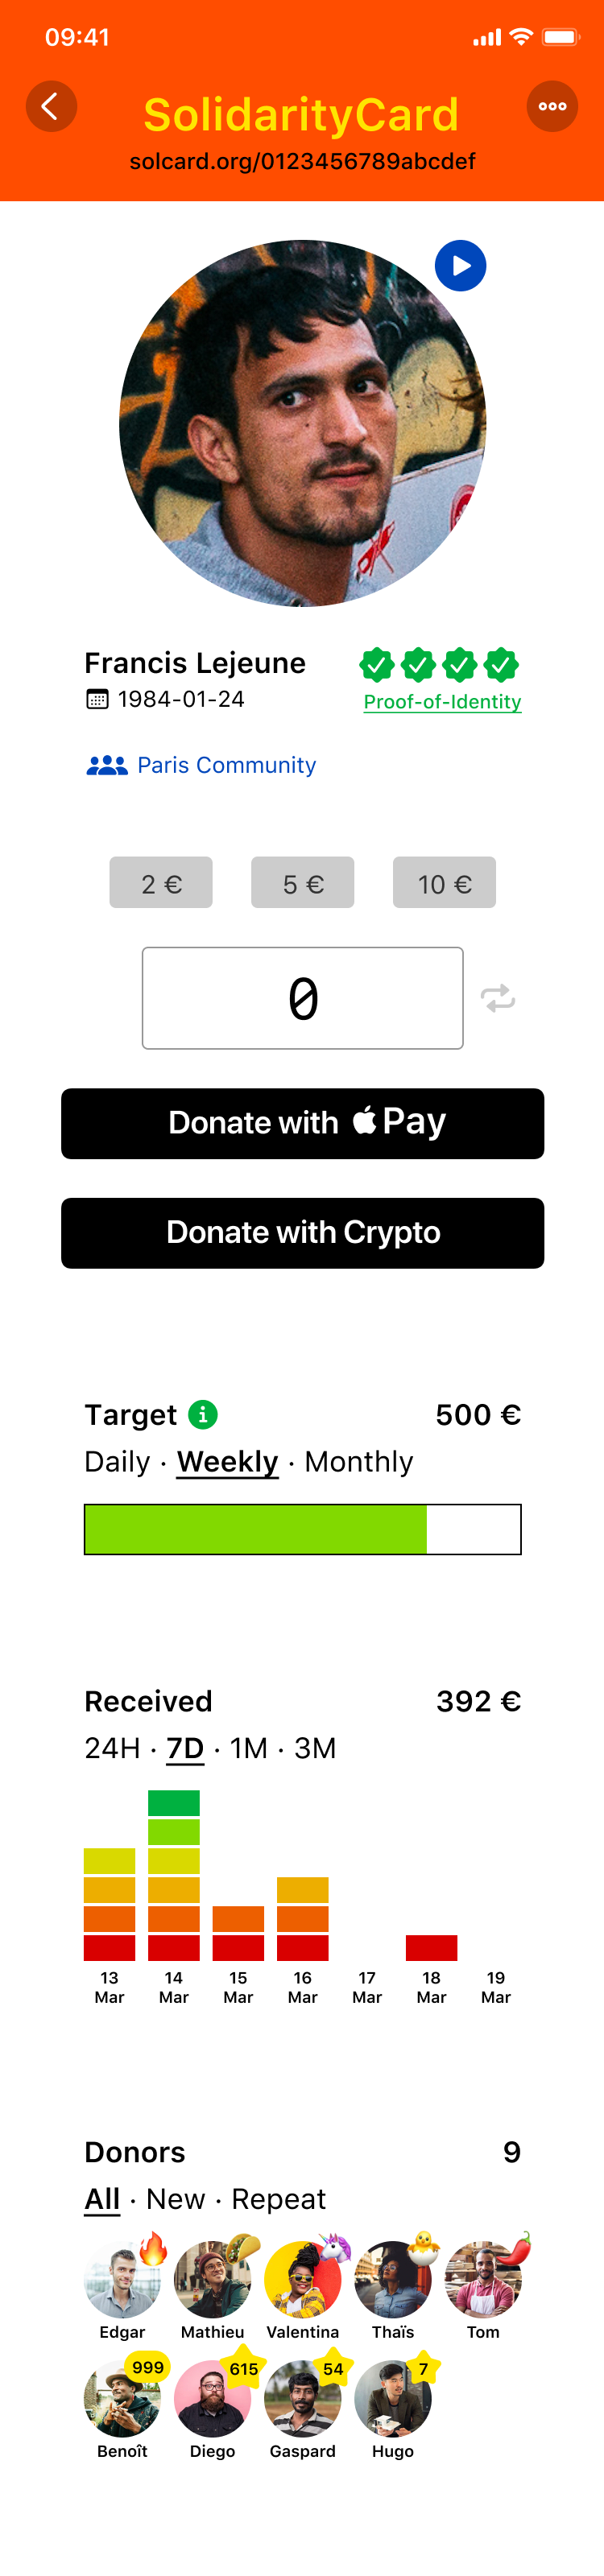 09:41
SolidarityCard
solcard.org/0123456789abcdef
Francis Lejeune
1984-01-24
Proof-of-Identity
Paris Community
2 €
5 €
10 €
0
Donate with Pay
Donate with Crypto
Target 500 €
Daily · Weekly · Monthly
Received 392 €
24H · 7D · 1M · 3M
13 Mar
14 Mar
15 Mar
16 Mar
17 Mar
18 Mar
19 Mar
Donors 9
All · New · Repeat
Edgar
Mathieu
Valentina
Thaïs
Tom
999
615
54
7
Benoît
Diego
Gaspard
Hugo